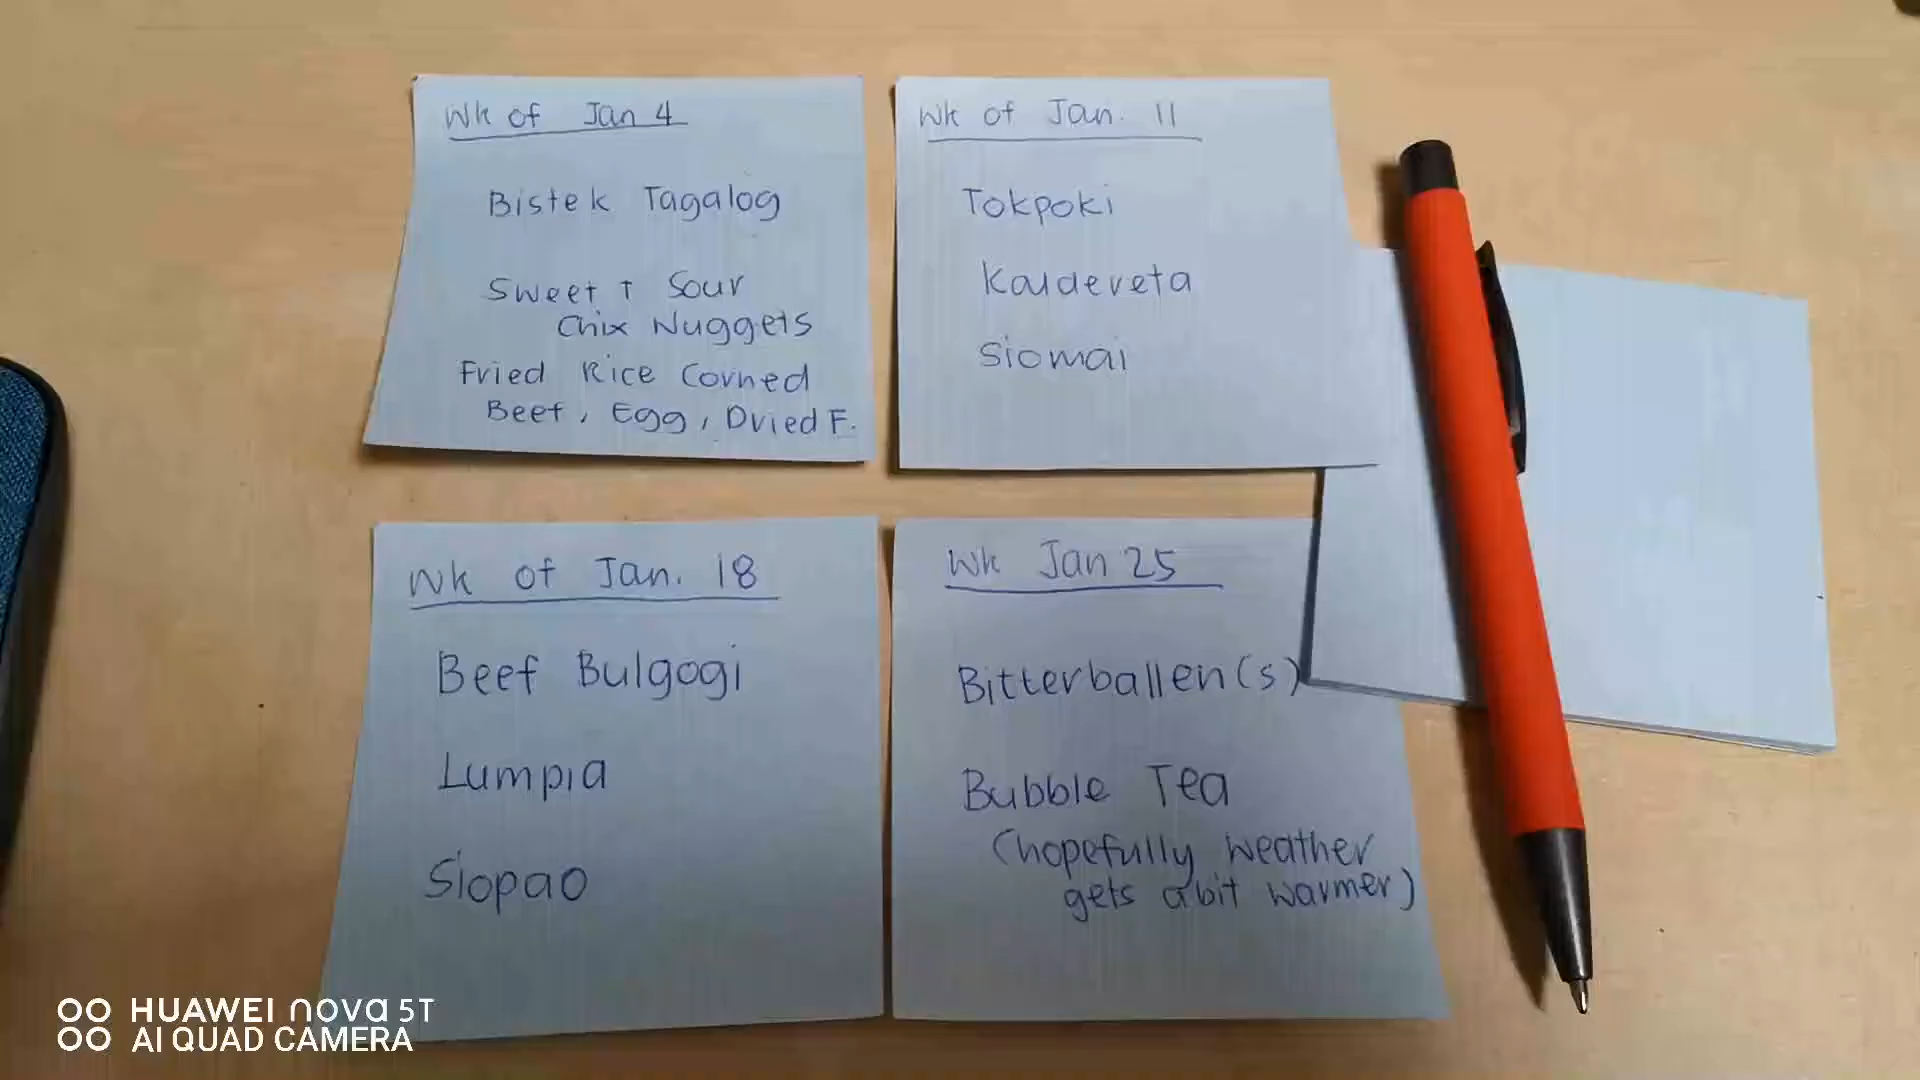 Wk of Jan 4
Bistek Tagalog
Sweet + Sour
Chix Nuggets
Fried Rice Corned
Beef, Egg, Dried F.
Wk of Jan. 11
Tokpoki
Kaldereta
Siomai
Wk of Jan. 18
Beef Bulgogi
Lumpia
Siopao
Wk Jan 25
Bitterballen(s)
Bubble Tea
(hopefully weather
gets a bit warmer)
HUAWEI nova 5T
AI QUAD CAMERA